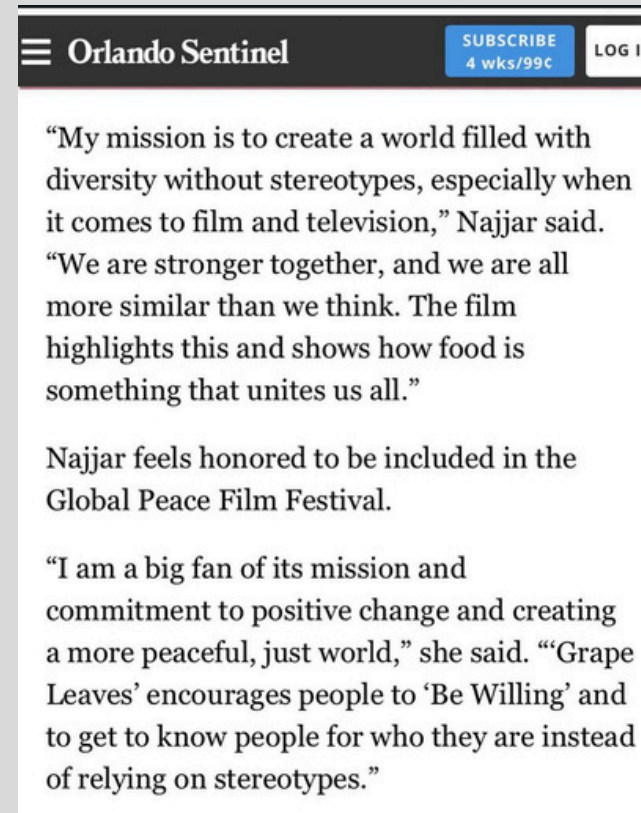 Orlando Sentinel
SUBSCRIBE
4 wks/99¢
LOG I
“My mission is to create a world filled with
diversity without stereotypes, especially when
it comes to film and television,” Najjar said.
“We are stronger together, and we are all
more similar than we think. The film
highlights this and shows how food is
something that unites us all.”
Najjar feels honored to be included in the
Global Peace Film Festival.
“I am a big fan of its mission and
commitment to positive change and creating
a more peaceful, just world,” she said. “‘Grape
Leaves’ encourages people to ‘Be Willing’ and
to get to know people for who they are instead
of relying on stereotypes.”